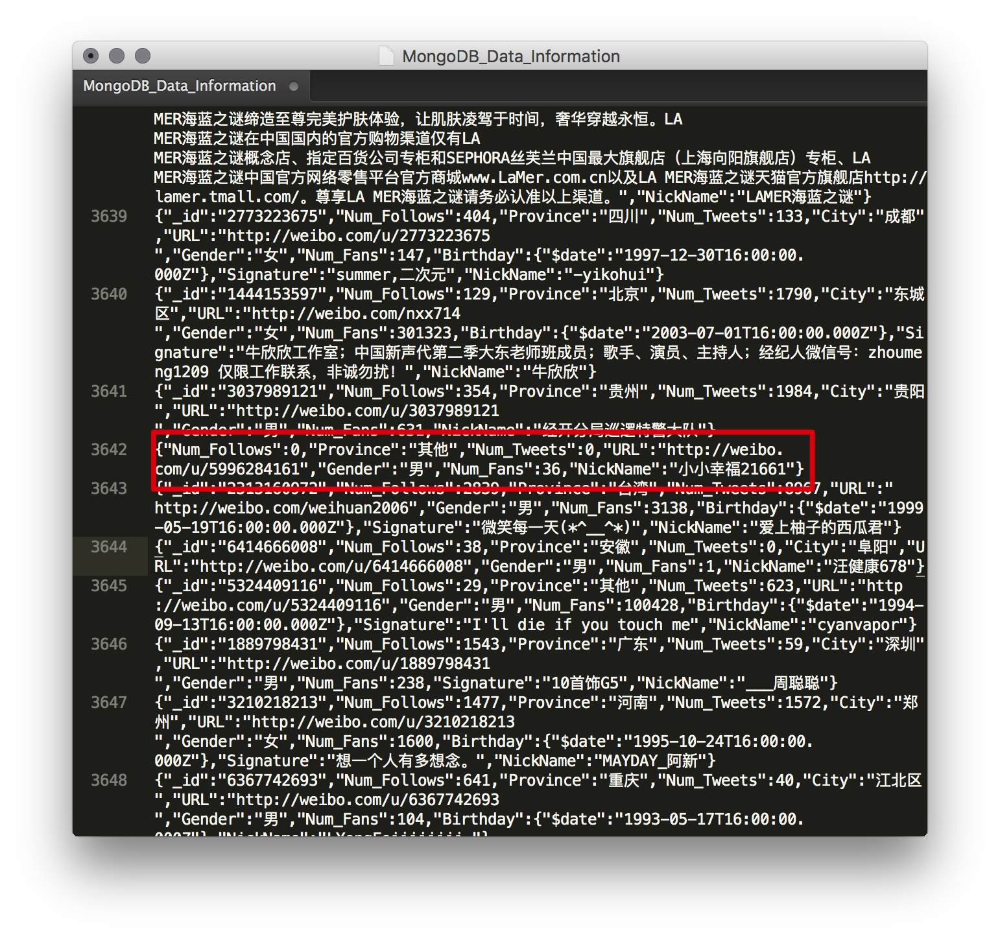 MongoDB_Data_Information
MongoDB_Data_Information
MER海蓝之谜缔造至尊完美护肤体验，让肌肤凌驾于时间，奢华穿越永恒。LA
MER海蓝之谜在中国国内的官方购物渠道仅有LA
MER海蓝之谜概念店、指定百货公司专柜和SEPHORA丝芙兰中国最大旗舰店（上海向阳旗舰店）专柜、LA
MER海蓝之谜中国官方网络零售平台官方商城www.LaMer.com.cn以及LA MER海蓝之谜天猫官方旗舰店http://
lamer.tmall.com/。尊享LA MER海蓝之谜请务必认准以上渠道。","NickName":"LAMER海蓝之谜"}
3639 {"_id":"2773223675","Num_Follows":404,"Province":"四川","Num_Tweets":133,"City":"成都"
,"URL":"http://weibo.com/u/2773223675
","Gender":"女","Num_Fans":147,"Birthday":{"$date":"1997-12-30T16:00:00.
000Z"},"Signature":"summer,二次元","NickName":"-yikohui"}
3640 {"_id":"1444153597","Num_Follows":129,"Province":"北京","Num_Tweets":1790,"City":"东城
区","URL":"http://weibo.com/nxx714
","Gender":"女","Num_Fans":301323,"Birthday":{"$date":"2003-07-01T16:00:00.000Z"},"Si
gnature":"牛欣欣工作室；中国新声代第二季大东老师班成员；歌手、演员、主持人；经纪人微信号：zhoume
ng1209 仅限工作联系，非诚勿扰！","NickName":"牛欣欣"}
3641 {"_id":"3037989121","Num_Follows":354,"Province":"贵州","Num_Tweets":1984,"City":"贵阳
","URL":"http://weibo.com/u/3037989121
","Gender":"男","Num_Fans":631,"NickName":"经开分局巡逻特警大队"}
3642 {"Num_Follows":0,"Province":"其他","Num_Tweets":0,"URL":"http://weibo.
com/u/5996284161","Gender":"男","Num_Fans":36,"NickName":"小小幸福21661"}
3643 {"_id":"2313160972","Num_Follows":2839,"Province":"台湾","Num_Tweets":8967,"URL":"
http://weibo.com/weihuan2006","Gender":"男","Num_Fans":3138,"Birthday":{"$date":"1999
-05-19T16:00:00.000Z"},"Signature":"微笑每一天(*^__^*)","NickName":"爱上柚子的西瓜君"}
3644 {"_id":"6414666008","Num_Follows":38,"Province":"安徽","Num_Tweets":0,"City":"阜阳","U
RL":"http://weibo.com/u/6414666008","Gender":"男","Num_Fans":1,"NickName":"汪健康678"}
3645 {"_id":"5324409116","Num_Follows":29,"Province":"其他","Num_Tweets":623,"URL":"http
://weibo.com/u/5324409116","Gender":"男","Num_Fans":100428,"Birthday":{"$date":"1994-
09-13T16:00:00.000Z"},"Signature":"I'll die if you touch me","NickName":"cyanvapor"}
3646 {"_id":"1889798431","Num_Follows":1543,"Province":"广东","Num_Tweets":59,"City":"深圳"
,"URL":"http://weibo.com/u/1889798431
","Gender":"男","Num_Fans":238,"Signature":"10首饰G5","NickName":"___周聪聪"}
3647 {"_id":"3210218213","Num_Follows":1477,"Province":"河南","Num_Tweets":1572,"City":"郑
州","URL":"http://weibo.com/u/3210218213
","Gender":"女","Num_Fans":1600,"Birthday":{"$date":"1995-10-24T16:00:00.
000Z"},"Signature":"想一个人有多想念。","NickName":"MAYDAY_阿新"}
3648 {"_id":"6367742693","Num_Follows":641,"Province":"重庆","Num_Tweets":40,"City":"江北区
","URL":"http://weibo.com/u/6367742693
","Gender":"男","Num_Fans":104,"Birthday":{"$date":"1993-05-17T16:00:00.
000Z"},"NickName":